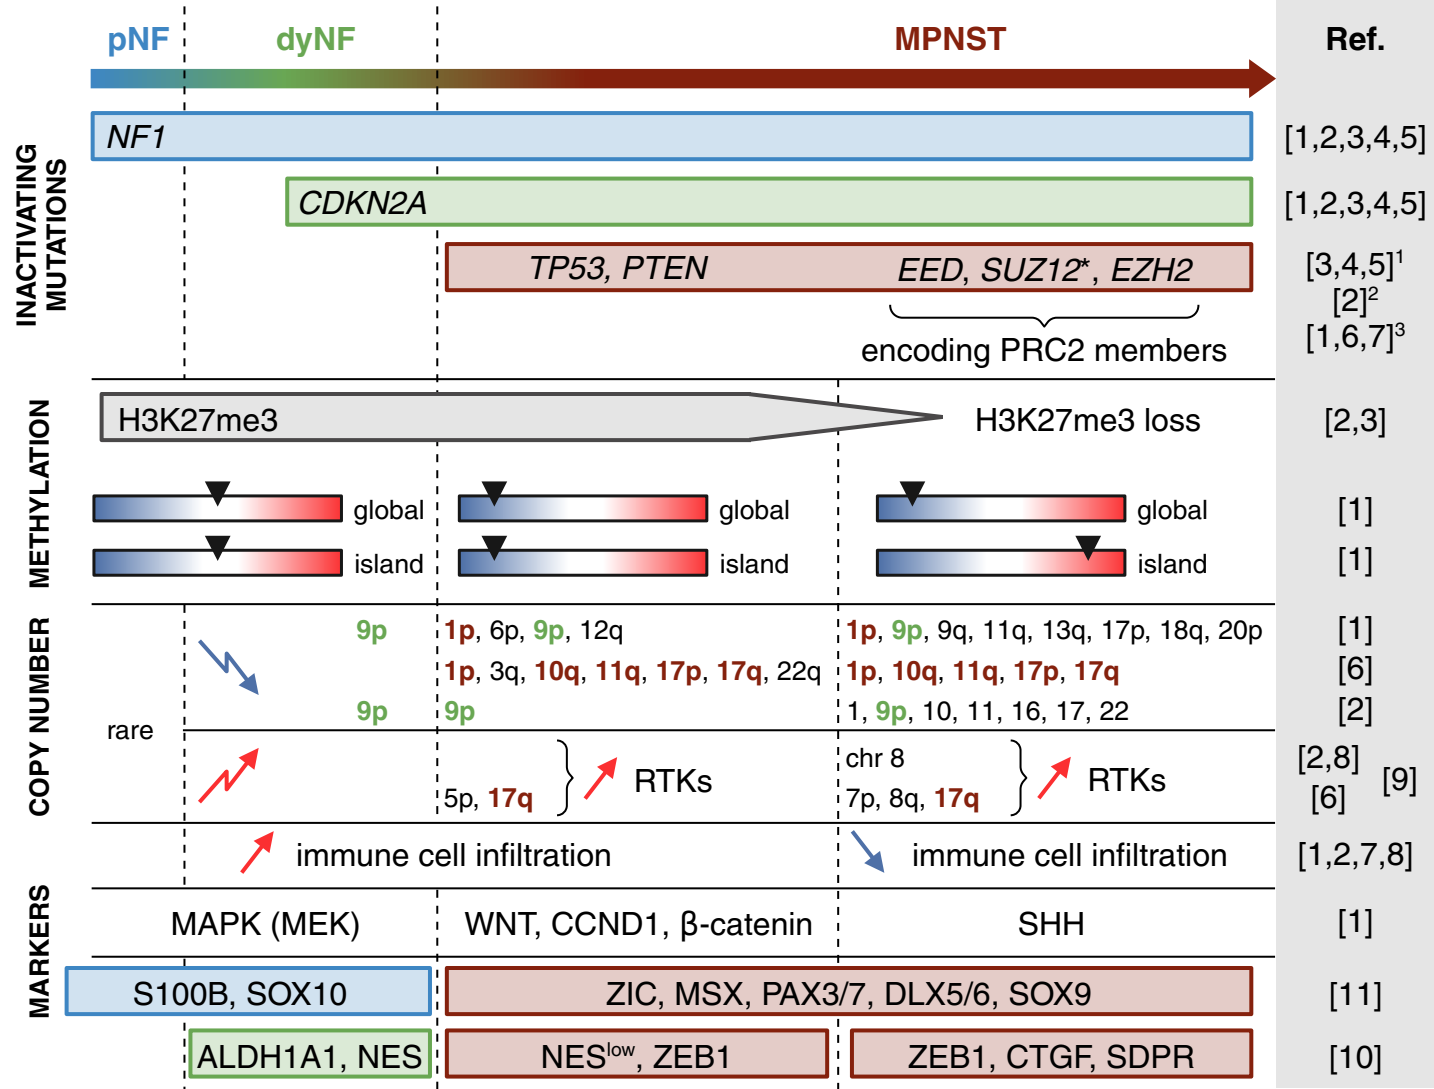 pNF dyNF MPNST Ref.
INACTIVATING
MUTATIONS
NF1 [1,2,3,4,5]
CDKN2A [1,2,3,4,5]
TP53, PTEN EED, SUZ12*, EZH2 [3,4,5]¹
[2]²
encoding PRC2 members [1,6,7]³
METHYLATION
H3K27me3 H3K27me3 loss [2,3]
global global global [1]
island island island [1]
COPY NUMBER
9p 1p, 6p, 9p, 12q 1p, 9p, 9q, 11q, 13q, 17p, 18q, 20p [1]
1p, 3q, 10q, 11q, 17p, 17q, 22q 1p, 10q, 11q, 17p, 17q [6]
9p 9p 1, 9p, 10, 11, 16, 17, 22 [2]
rare
chr 8 [2,8]
RTKs RTKs [9]
5p, 17q 7p, 8q, 17q [6]
immune cell infiltration immune cell infiltration [1,2,7,8]
MARKERS
MAPK (MEK) WNT, CCND1, β-catenin SHH [1]
S100B, SOX10 ZIC, MSX, PAX3/7, DLX5/6, SOX9 [11]
ALDH1A1, NES NESlow, ZEB1 ZEB1, CTGF, SDPR [10]